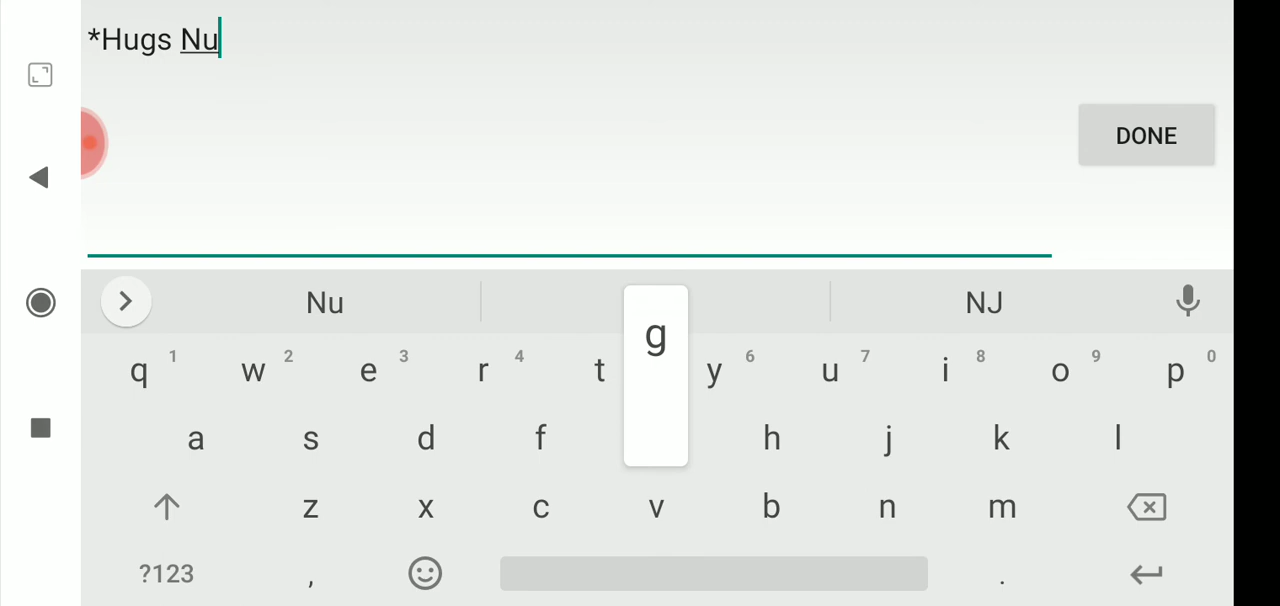 *Hugs Nu
DONE
Nu
NJ
g
q 1 w 2 e 3 r 4 t y 6 u 7 i 8 o 9 p 0
a s d f h j k l
z x c v b n m
?123 , .